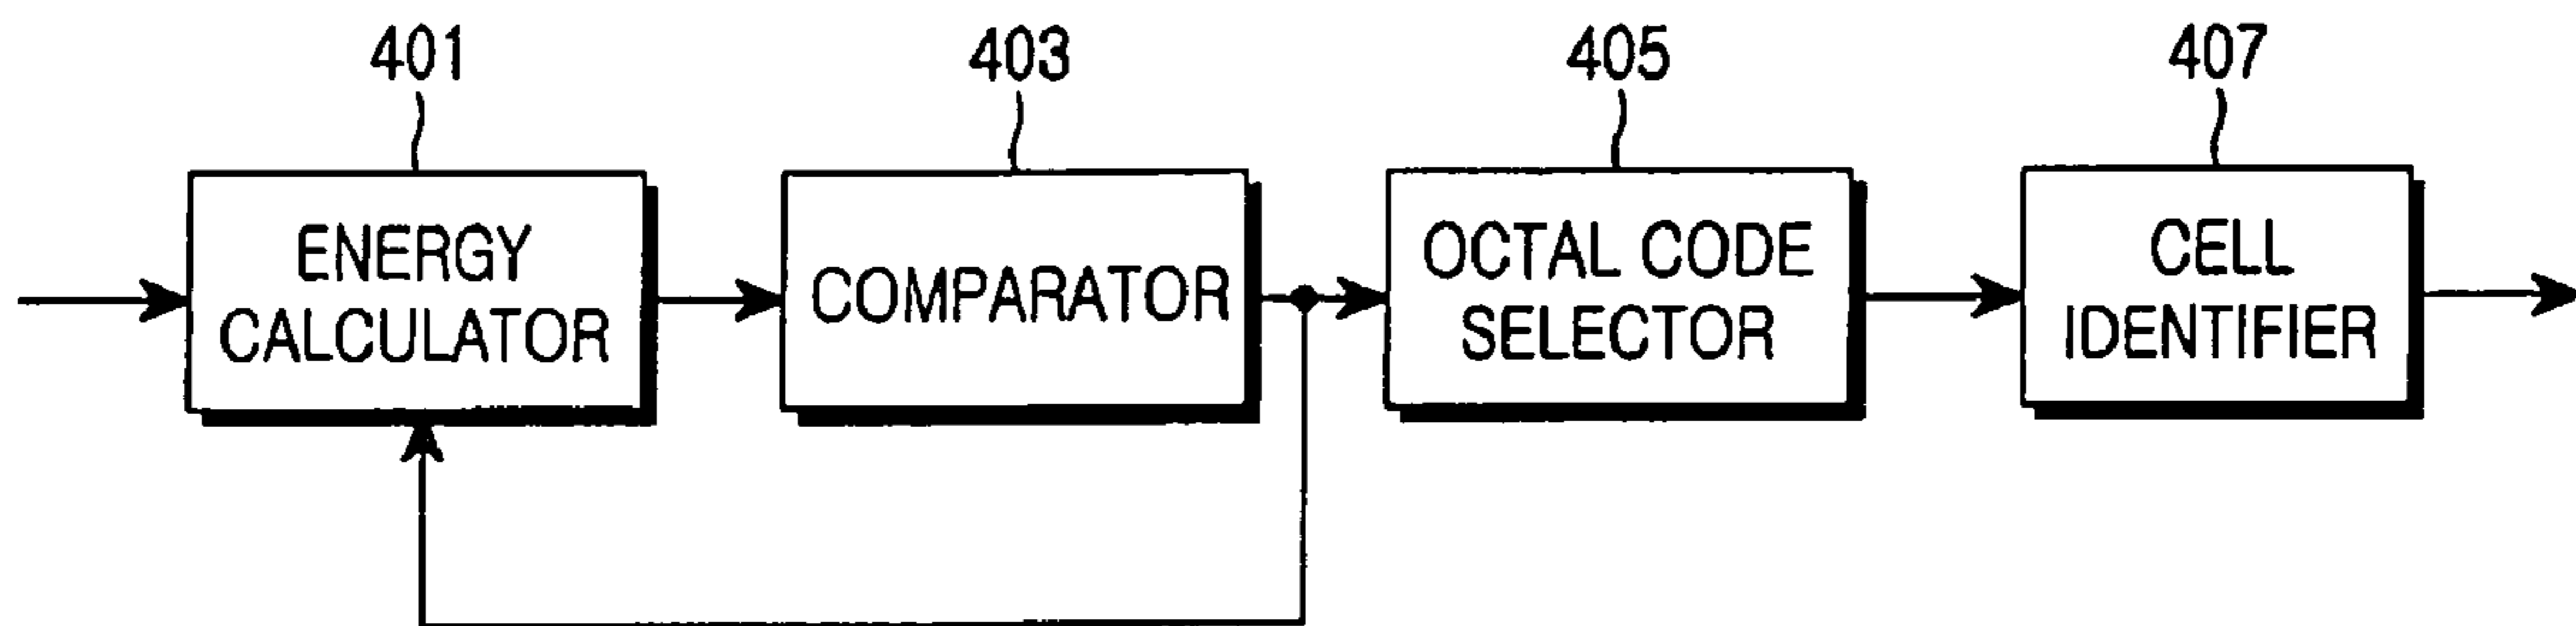 401
403
405
407
ENERGY
CALCULATOR
COMPARATOR
OCTAL CODE
SELECTOR
CELL
IDENTIFIER